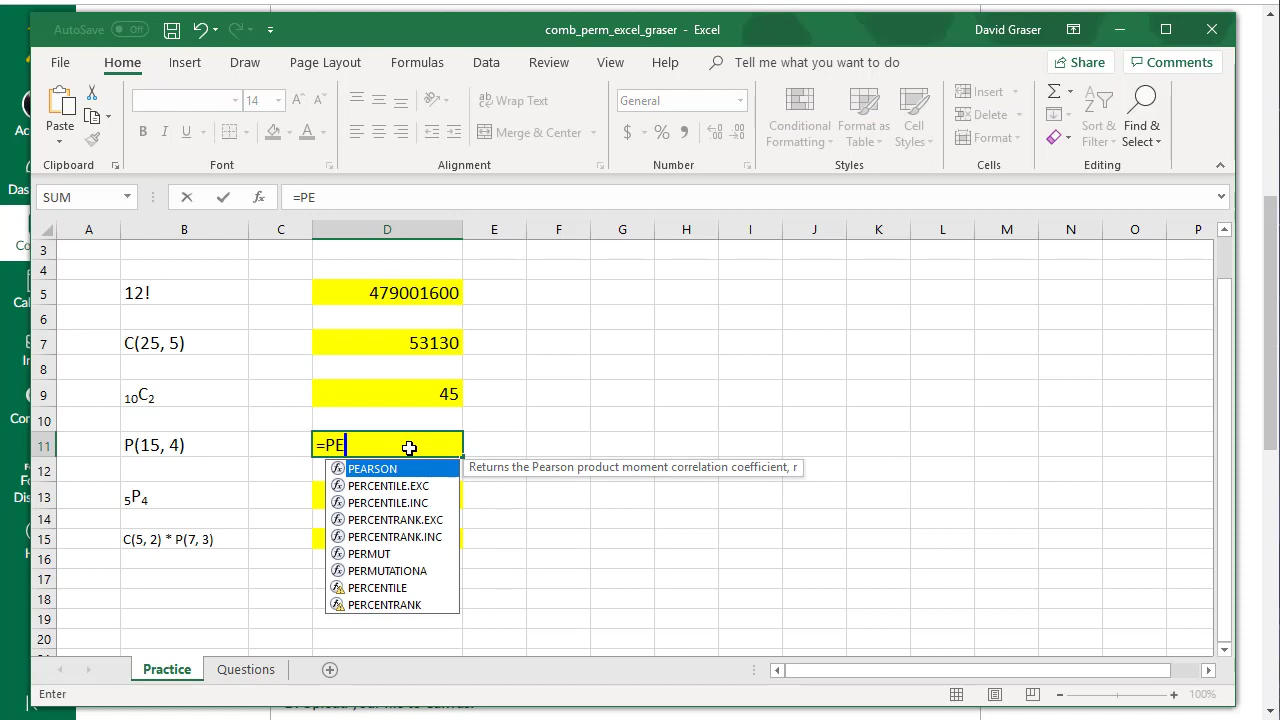 AutoSave Off
comb_perm_excel_graser - Excel
David Graser
File Home Insert Draw Page Layout Formulas Data Review View Help Tell me what you want to do Share Comments
Paste
14
B I U A
Wrap Text
Merge & Center
General
$ % ,
Conditional Formatting
Format as Table
Cell Styles
Insert
Delete
Format
Sort & Filter
Find & Select
Clipboard Font Alignment Number Styles Cells Editing
SUM fx =PE
A B C D E F G H I J K L M N O P
3
4
5 12! 479001600
6
7 C(25, 5) 53130
8
9 10C2 45
10
11 P(15, 4) =PE
PEARSON Returns the Pearson product moment correlation coefficient, r
PERCENTILE.EXC
PERCENTILE.INC
PERCENTRANK.EXC
PERCENTRANK.INC
PERMUT
PERMUTATIONA
PERCENTILE
PERCENTRANK
12
13 5P4
14
15 C(5, 2) * P(7, 3)
16
17
18
19
20
Practice Questions
Enter
100%
Das
Cal